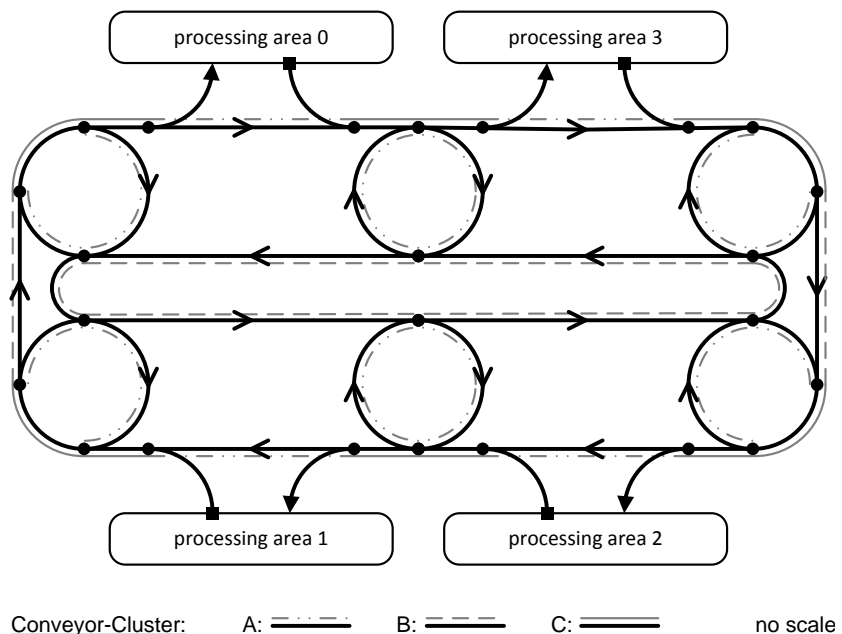 processing area 0
processing area 3
processing area 1
processing area 2
Conveyor-Cluster: A: B: C: no scale